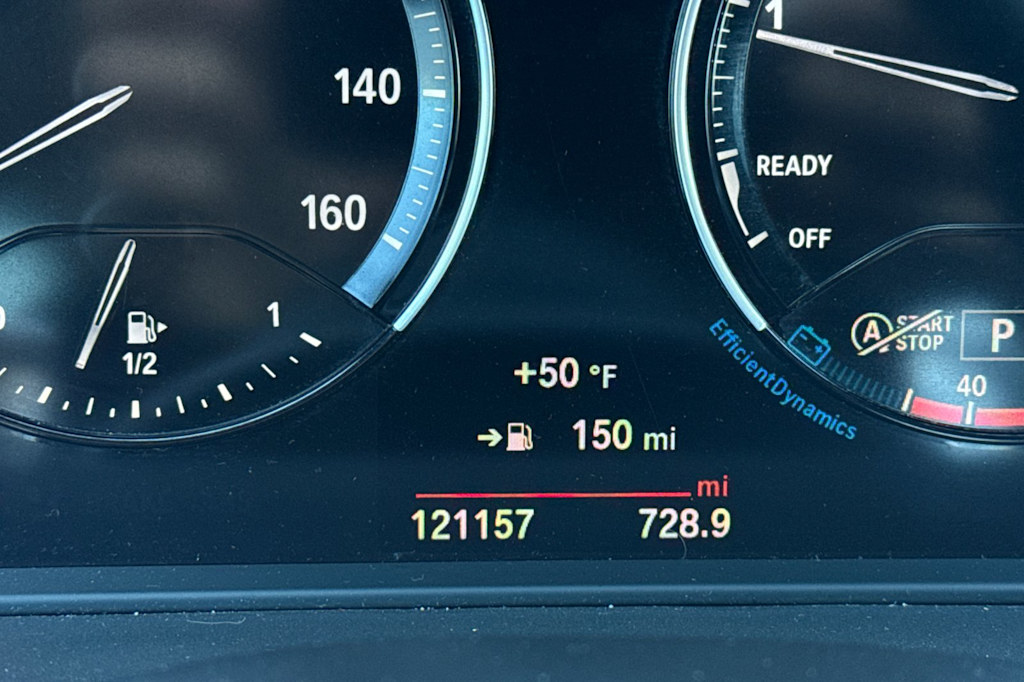 1
140
READY
160
OFF
0
1
1/2
A
START
STOP
P
+50 °F
40
EfficientDynamics
150 mi
mi
121157 728.9